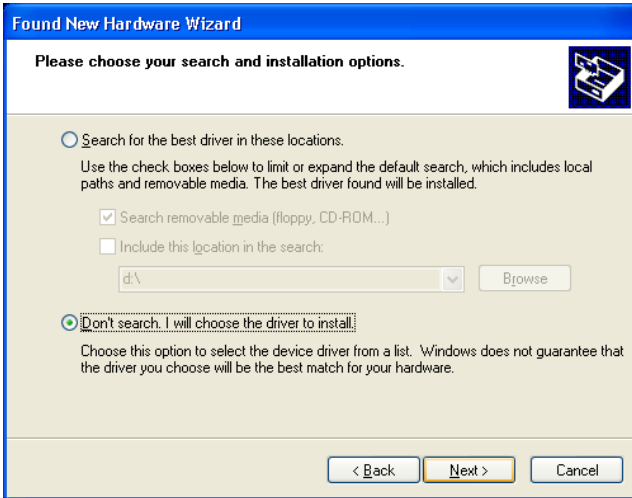 Found New Hardware Wizard
Please choose your search and installation options.
Search for the best driver in these locations.
Use the check boxes below to limit or expand the default search, which includes local
paths and removable media. The best driver found will be installed.
Search removable media (floppy, CD-ROM...)
Include this location in the search:
d:\
Browse
Don't search. I will choose the driver to install.
Choose this option to select the device driver from a list. Windows does not guarantee that
the driver you choose will be the best match for your hardware.
< Back
Next >
Cancel